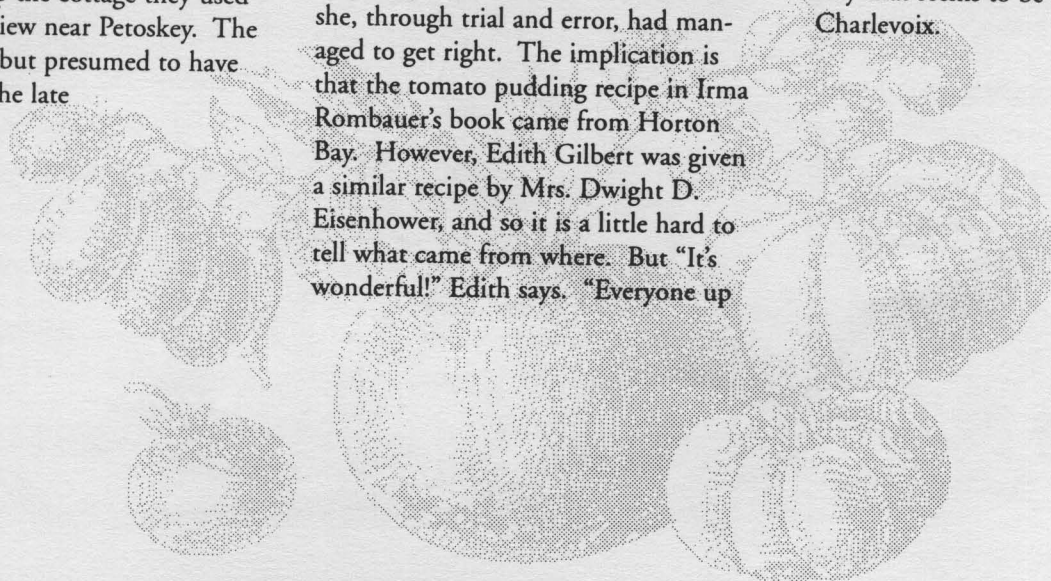 the cottage they used
iew near Petoskey. The
but presumed to have
he late
she, through trial and error, had man-
aged to get right. The implication is
that the tomato pudding recipe in Irma
Rombauer's book came from Horton
Bay. However, Edith Gilbert was given
a similar recipe by Mrs. Dwight D.
Eisenhower, and so it is a little hard to
tell what came from where. But “It's
wonderful!” Edith says. “Everyone up
Charlevoix.